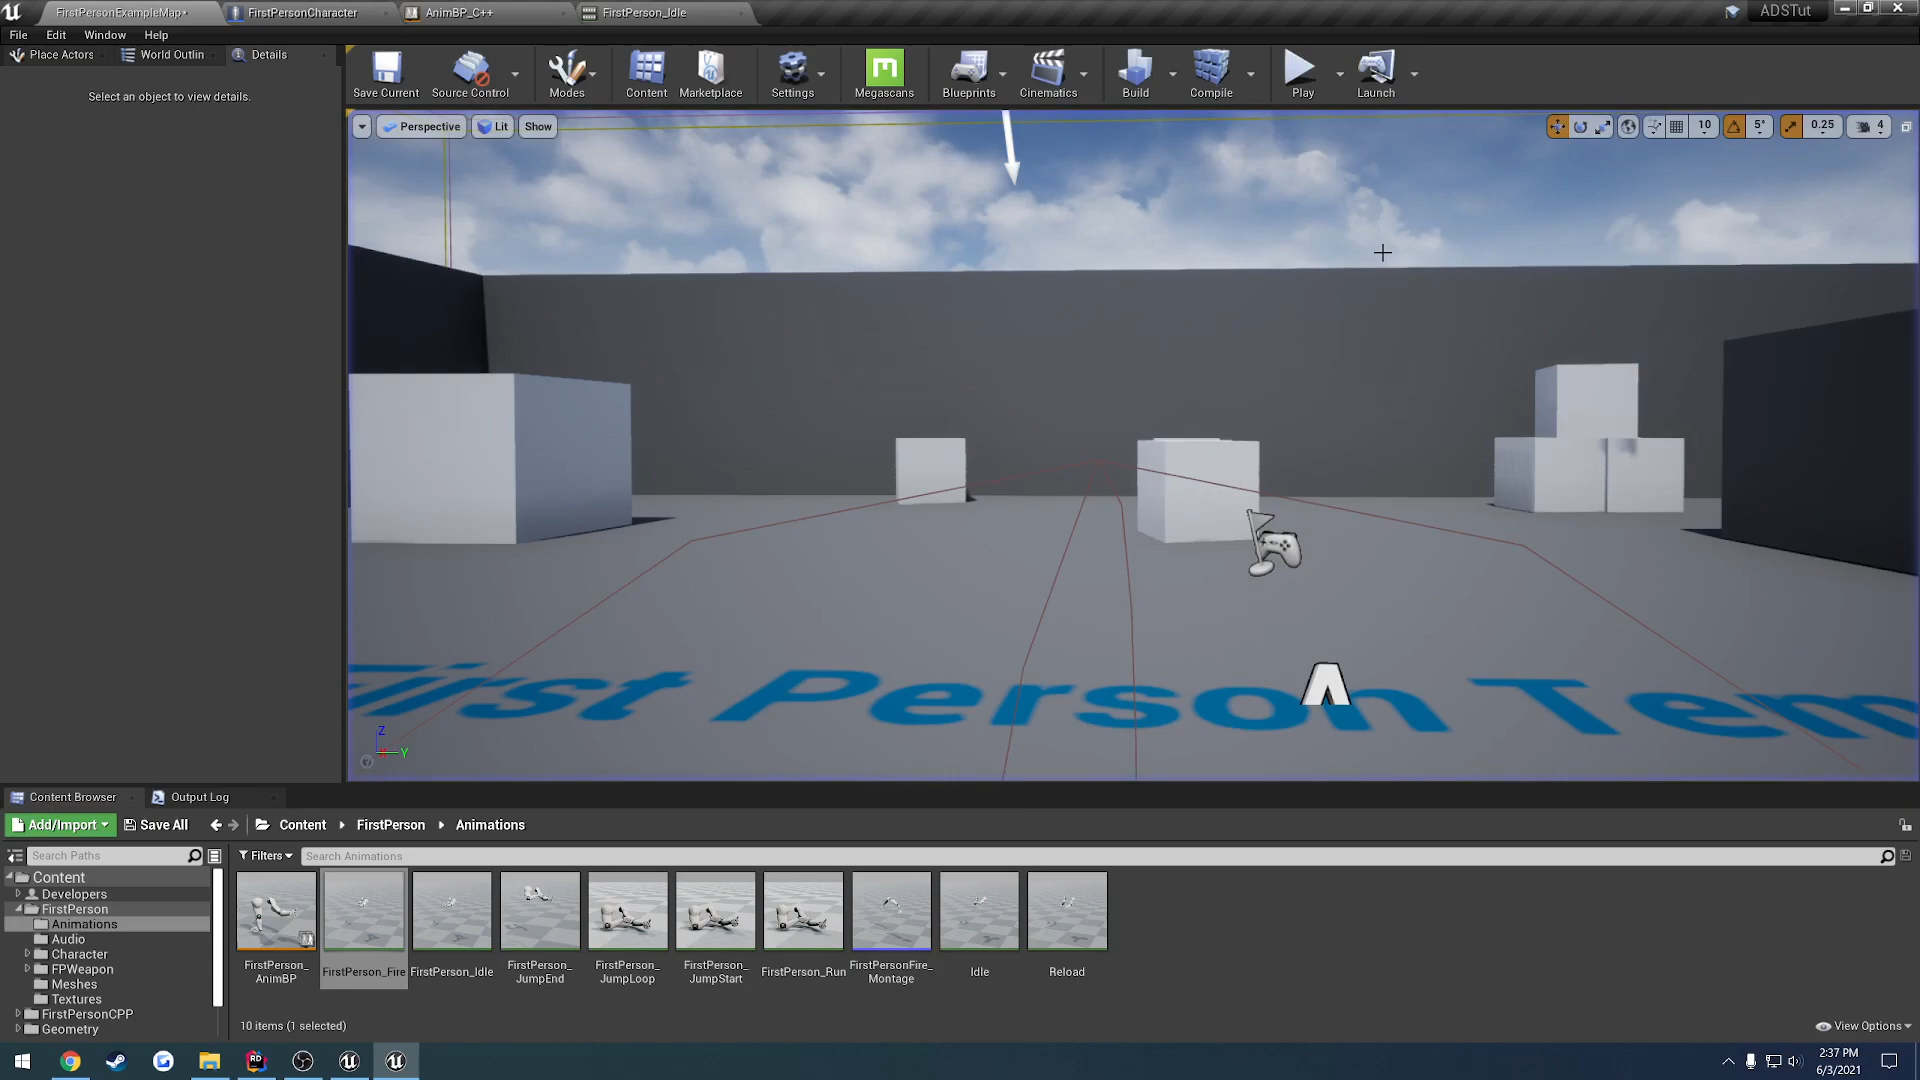 FirstPersonExampleMap•
FirstPersonCharacter
AnimBP_C++
FirstPerson_Idle
ADSTut
File
Edit
Window
Help
Place Actors
World Outlin
Details
Select an object to view details.
Save Current
Source Control
Modes
Content
Marketplace
Settings
Megascans
Blueprints
Cinematics
Build
Compile
Play
Launch
Perspective
Lit
Show
10
5°
0.25
4
First Person Tem
Z
Y
Content Browser
Output Log
Add/Import
Save All
Content
FirstPerson
Animations
Search Paths
Filters
Search Animations
Content
Developers
FirstPerson
Animations
Audio
Character
FPWeapon
Meshes
Textures
FirstPersonCPP
Geometry
FirstPerson_
AnimBP
FirstPerson_Fire
FirstPerson_Idle
FirstPerson_
JumpEnd
FirstPerson_
JumpLoop
FirstPerson_
JumpStart
FirstPerson_Run
FirstPersonFire_
Montage
Idle
Reload
10 items (1 selected)
View Options
RD
2:37 PM
6/3/2021